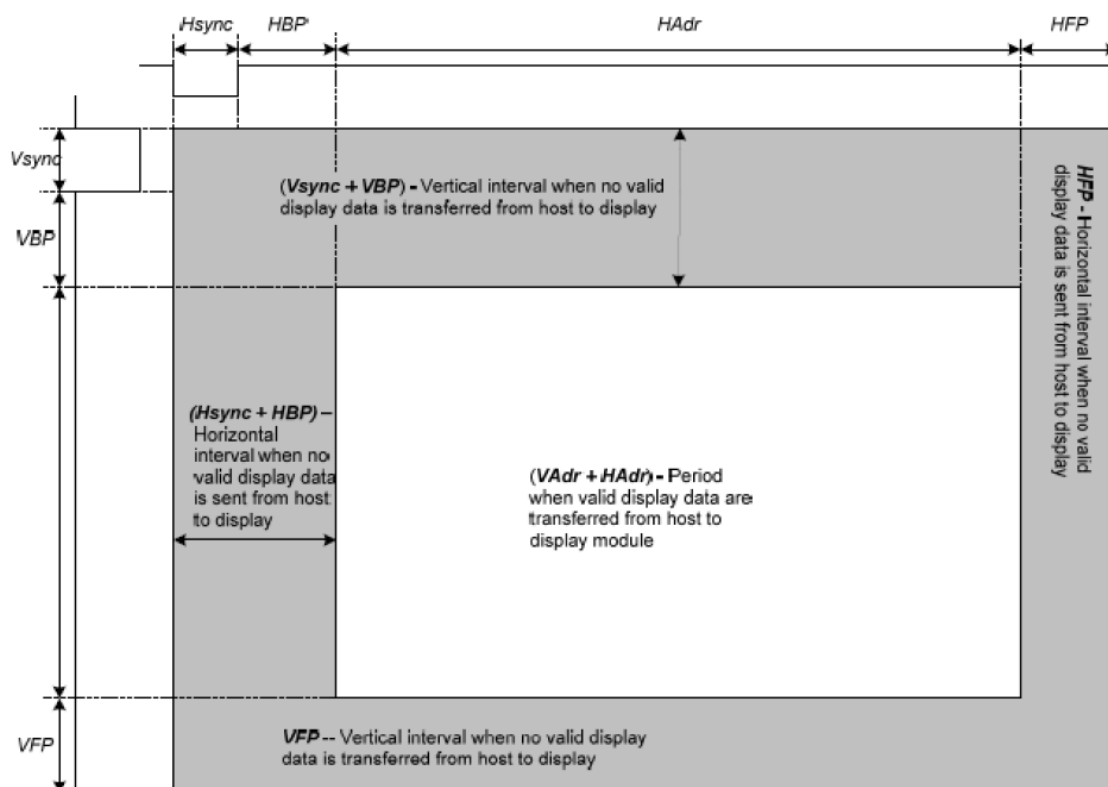 Hsync HBP HAdr HFP
Vsync
(Vsync + VBP) - Vertical interval when no valid
display data is transferred from host to display
VBP
HFP - Horizontal interval when no valid
display data is sent from host to display
(Hsync + HBP) –
Horizontal
interval when no
valid display data
is sent from host
to display
(VAdr + HAdr) - Period
when valid display data are
transferred from host to
display module
VFP
VFP -- Vertical interval when no valid display
data is transferred from host to display